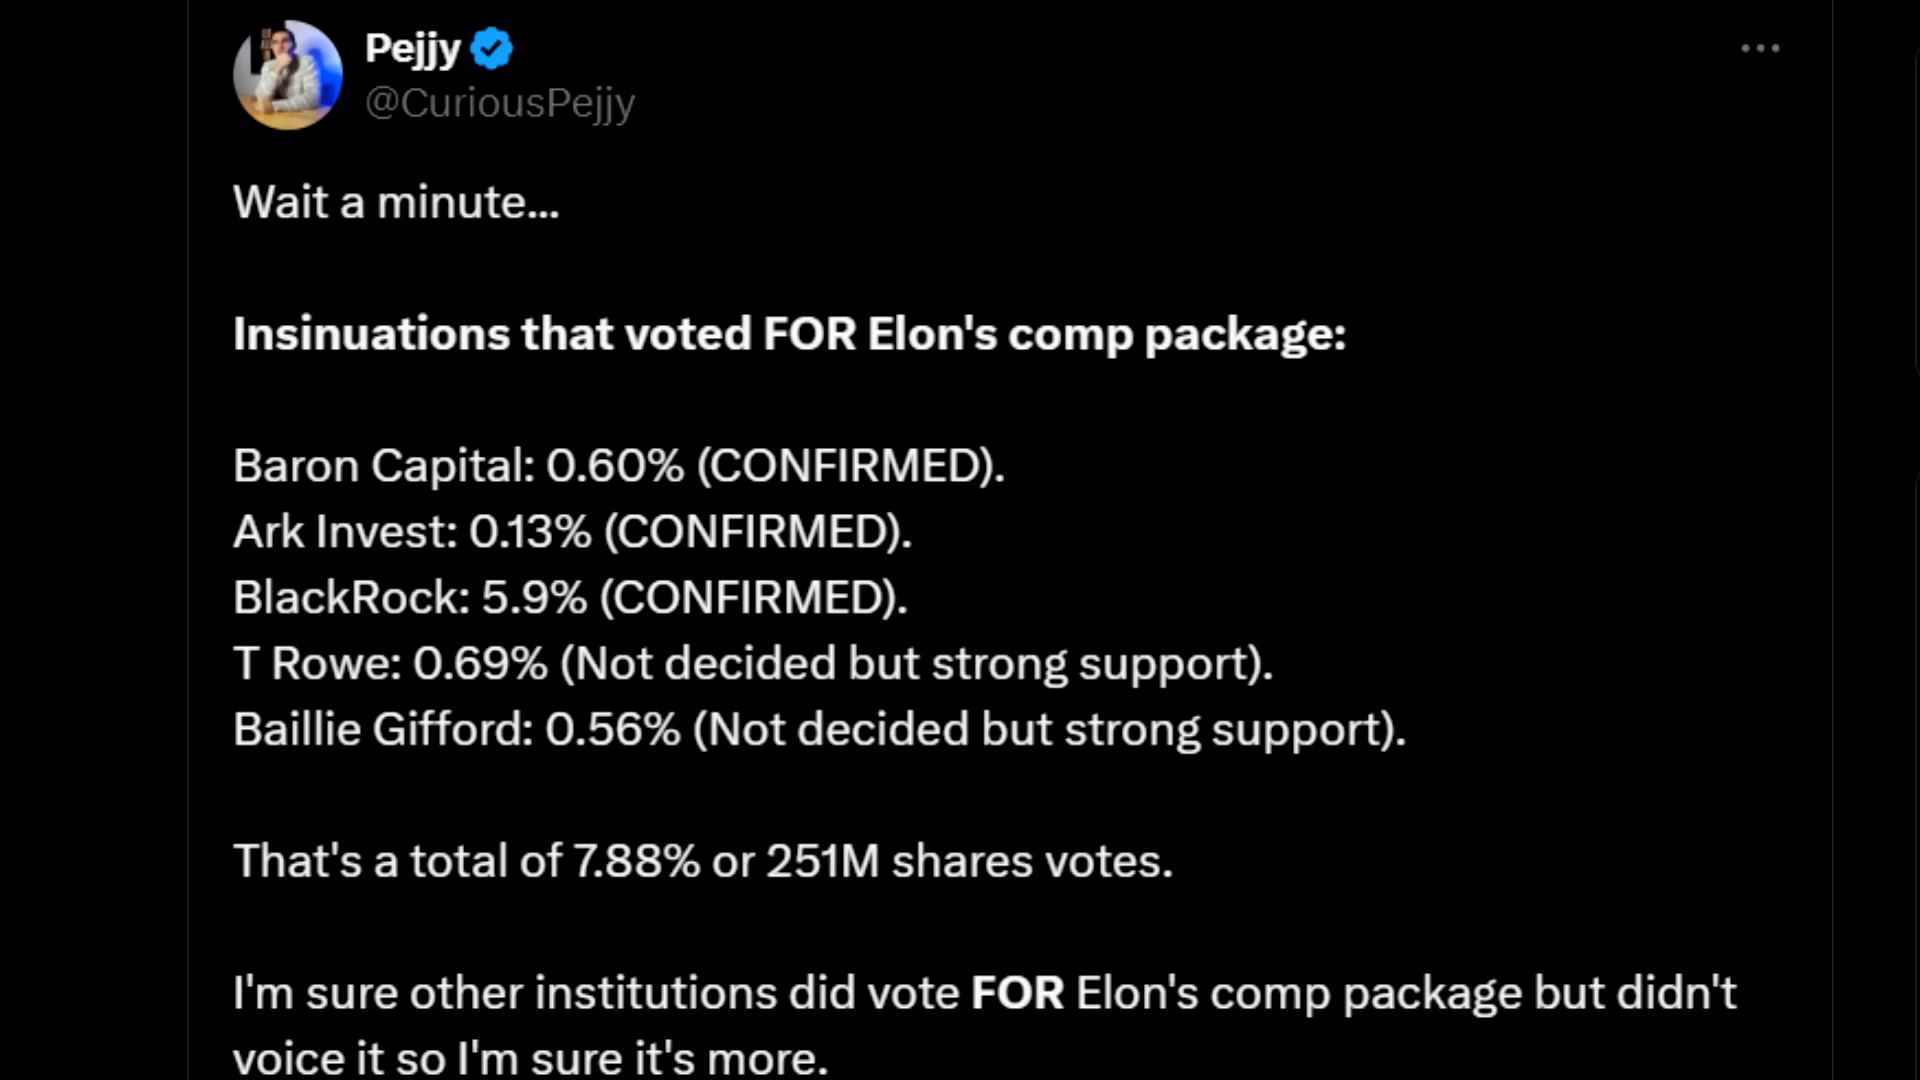 Pejjy
@CuriousPejjy
Wait a minute...
Insinuations that voted FOR Elon's comp package:
Baron Capital: 0.60% (CONFIRMED).
Ark Invest: 0.13% (CONFIRMED).
BlackRock: 5.9% (CONFIRMED).
T Rowe: 0.69% (Not decided but strong support).
Baillie Gifford: 0.56% (Not decided but strong support).
That's a total of 7.88% or 251M shares votes.
I'm sure other institutions did vote FOR Elon's comp package but didn't
voice it so I'm sure it's more.